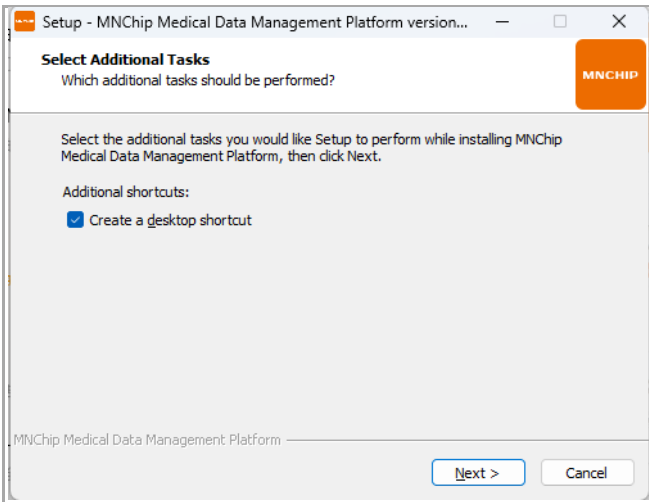 Setup - MNChip Medical Data Management Platform version...
Select Additional Tasks
Which additional tasks should be performed?
MNCHIP
Select the additional tasks you would like Setup to perform while installing MNChip
Medical Data Management Platform, then click Next.
Additional shortcuts:
Create a desktop shortcut
MNChip Medical Data Management Platform
Next >
Cancel